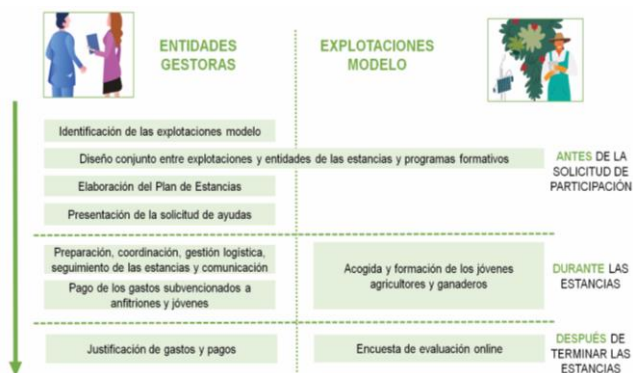 ENTIDADES
GESTORAS
EXPLOTACIONES
MODELO
Identificación de las explotaciones modelo
Diseño conjunto entre explotaciones y entidades de las estancias y programas formativos
Elaboración del Plan de Estancias
Presentación de la solicitud de ayudas
ANTES DE LA
SOLICITUD DE
PARTICIPACIÓN
Preparación, coordinación, gestión logística,
seguimiento de las estancias y comunicación
Pago de los gastos subvencionados a
anfitriones y jóvenes
Acogida y formación de los jóvenes
agricultores y ganaderos
DURANTE LAS
ESTANCIAS
Justificación de gastos y pagos
Encuesta de evaluación online
DESPUÉS DE
TERMINAR LAS
ESTANCIAS